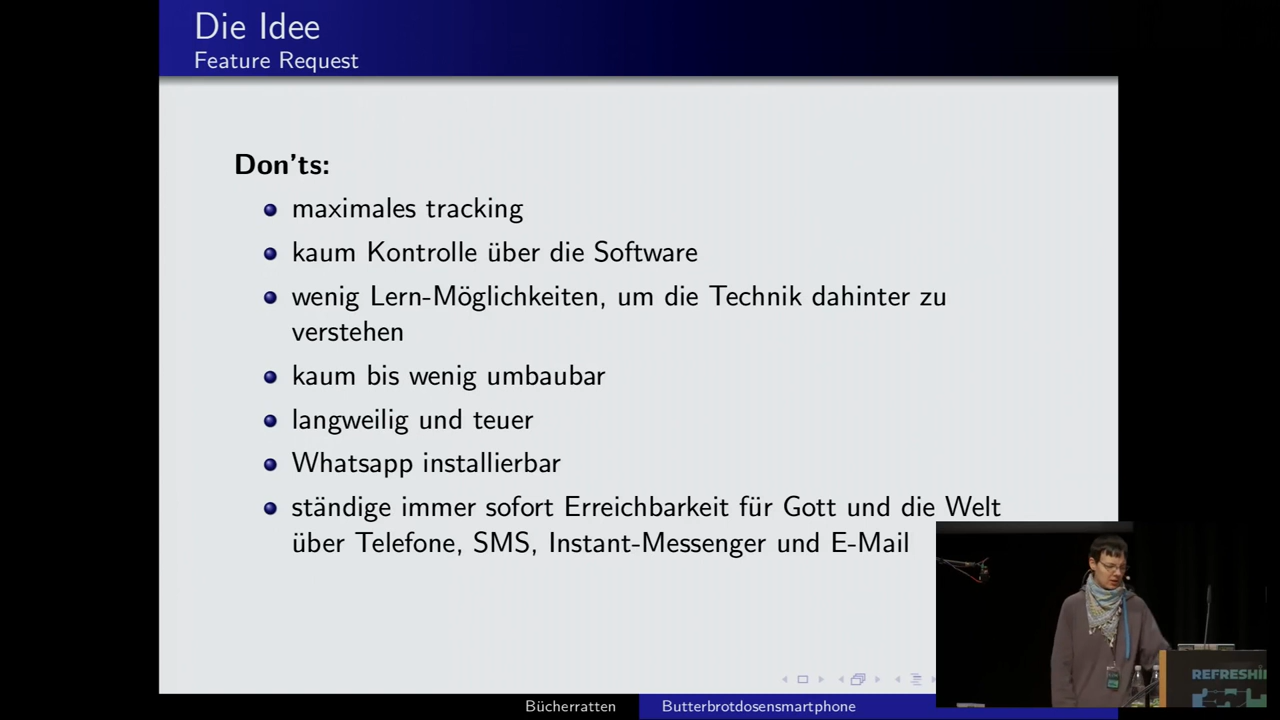 Die Idee
Feature Request
Don'ts:
maximales tracking
kaum Kontrolle über die Software
wenig Lern-Möglichkeiten, um die Technik dahinter zu
verstehen
kaum bis wenig umbaubar
langweilig und teuer
Whatsapp installierbar
ständige immer sofort Erreichbarkeit für Gott und die Welt
über Telefone, SMS, Instant-Messenger und E-Mail
REFRESHI
Bücherratten
Butterbrotdosensmartphone